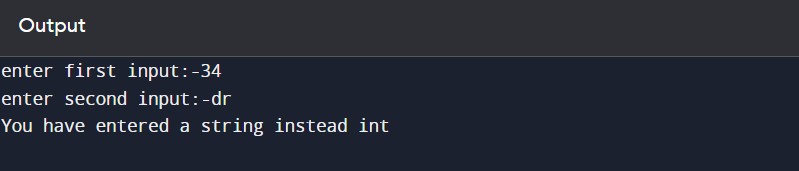 Output
enter first input:-34
enter second input:-dr
You have entered a string instead int